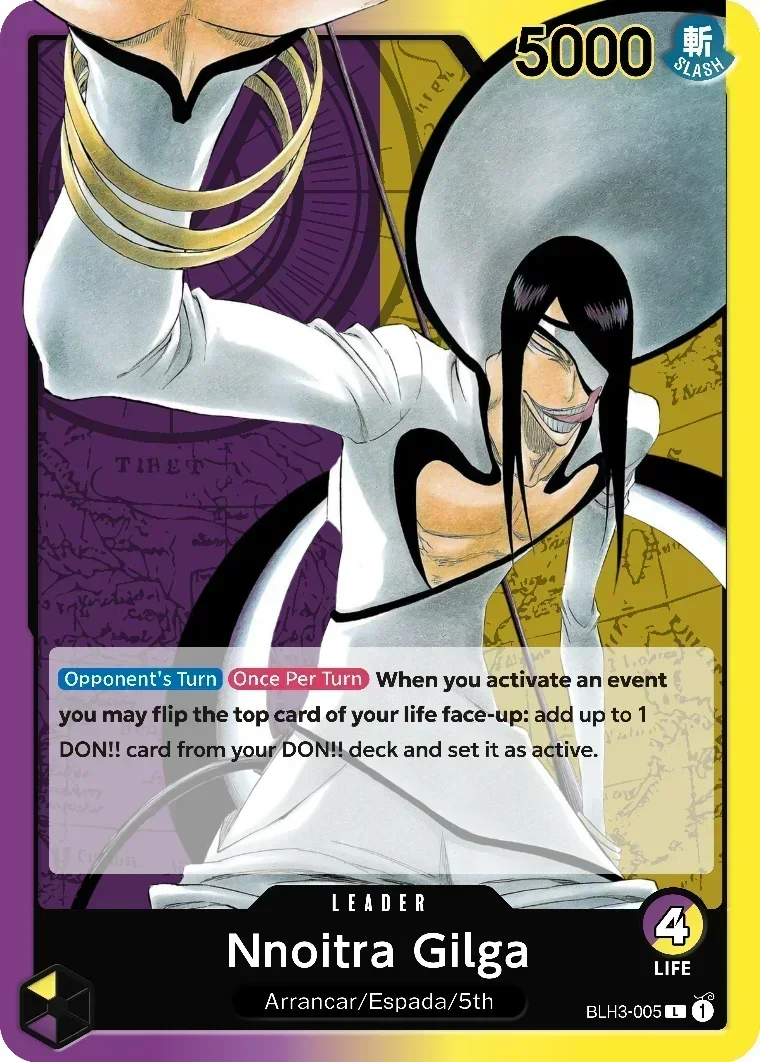 5000
斬
SLASH
TIBET
Opponent's Turn Once Per Turn When you activate an event
you may flip the top card of your life face-up: add up to 1
DON!! card from your DON!! deck and set it as active.
LEADER
Nnoitra Gilga
4
LIFE
Arrancar/Espada/5th
BLH3-005 L 1